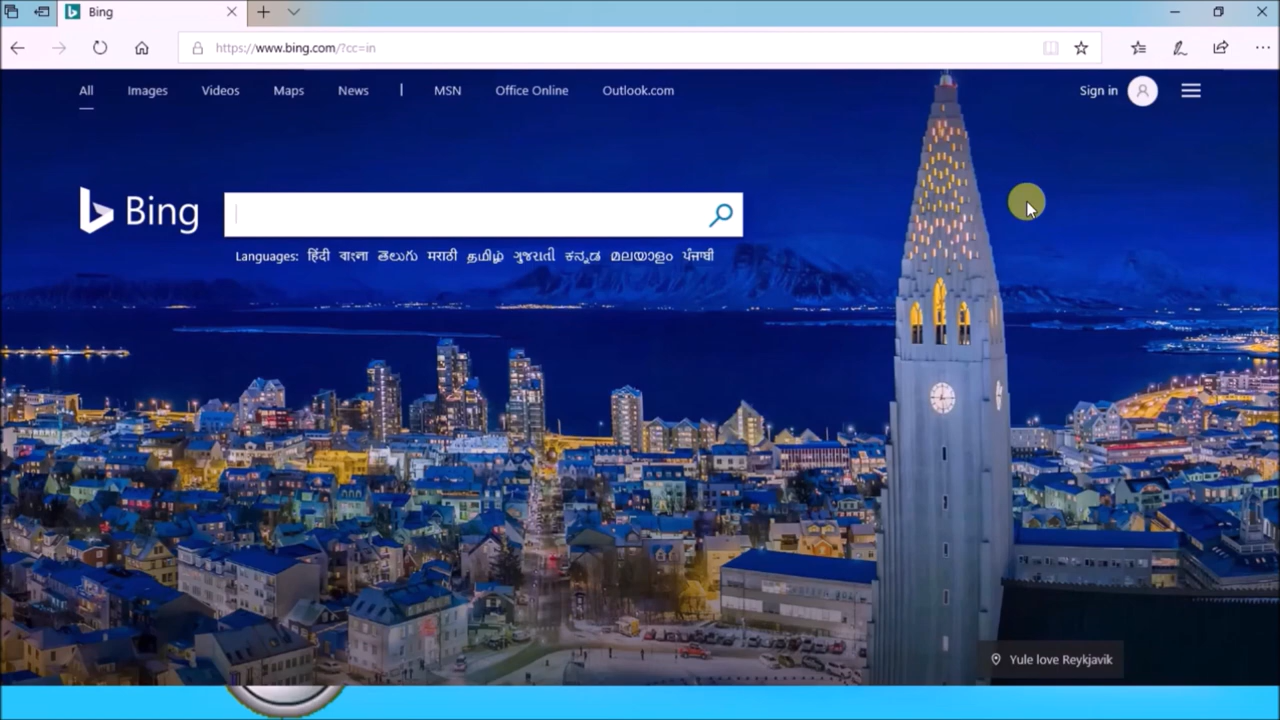 Bing
https://www.bing.com/?cc=in
All Images Videos Maps News | MSN Office Online Outlook.com Sign in
Bing
Languages: हिंदी বাংলা తెలుగు मराठी தமிழ் ગુજરાતી ಕನ್ನಡ മലയാളം ਪੰਜਾਬੀ
Yule love Reykjavik